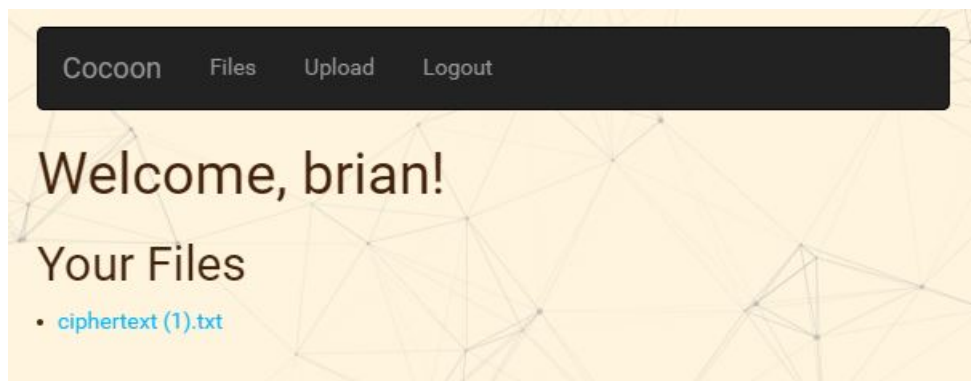 Cocoon Files Upload Logout
Welcome, brian!
Your Files
• ciphertext (1).txt